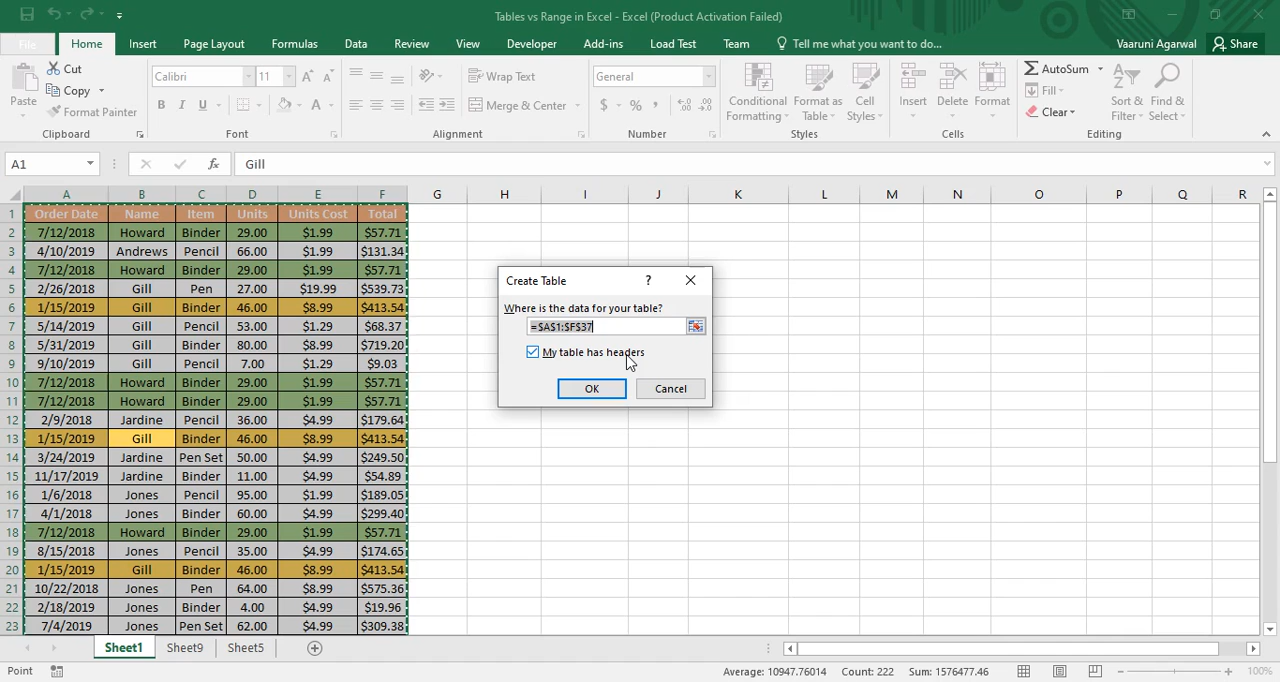 Tables vs Range in Excel - Excel (Product Activation Failed)
File Home Insert Page Layout Formulas Data Review View Developer Add-ins Load Test Team Tell me what you want to do... Vaaruni Agarwal Share
Paste Cut Copy Format Painter
Calibri 11
B I U A
Wrap Text
Merge & Center
General
$ % ,
Conditional Formatting
Format as Table
Cell Styles
Insert Delete Format
AutoSum
Fill
Clear
Sort & Filter
Find & Select
Clipboard Font Alignment Number Styles Cells Editing
A1 fx Gill
A B C D E F G H I J K L M N O P Q R
1 Order Date Name Item Units Units Cost Total
2 7/12/2018 Howard Binder 29.00 $1.99 $57.71
3 4/10/2019 Andrews Pencil 66.00 $1.99 $131.34
4 7/12/2018 Howard Binder 29.00 $1.99 $57.71
5 2/26/2018 Gill Pen 27.00 $19.99 $539.73
6 1/15/2019 Gill Binder 46.00 $8.99 $413.54
7 5/14/2019 Gill Pencil 53.00 $1.29 $68.37
8 5/31/2019 Gill Binder 80.00 $8.99 $719.20
9 9/10/2019 Gill Pencil 7.00 $1.29 $9.03
10 7/12/2018 Howard Binder 29.00 $1.99 $57.71
11 7/12/2018 Howard Binder 29.00 $1.99 $57.71
12 2/9/2018 Jardine Pencil 36.00 $4.99 $179.64
13 1/15/2019 Gill Binder 46.00 $8.99 $413.54
14 3/24/2019 Jardine Pen Set 50.00 $4.99 $249.50
15 11/17/2019 Jardine Binder 11.00 $4.99 $54.89
16 1/6/2018 Jones Pencil 95.00 $1.99 $189.05
17 4/1/2018 Jones Binder 60.00 $4.99 $299.40
18 7/12/2018 Howard Binder 29.00 $1.99 $57.71
19 8/15/2018 Jones Pencil 35.00 $4.99 $174.65
20 1/15/2019 Gill Binder 46.00 $8.99 $413.54
21 10/22/2018 Jones Pen 64.00 $8.99 $575.36
22 2/18/2019 Jones Binder 4.00 $4.99 $19.96
23 7/4/2019 Jones Pen Set 62.00 $4.99 $309.38
Create Table ?
Where is the data for your table?
=$A$1:$F$37
My table has headers
OK Cancel
Sheet1 Sheet9 Sheet5
Point Average: 10947.76014 Count: 222 Sum: 1576477.46 100%